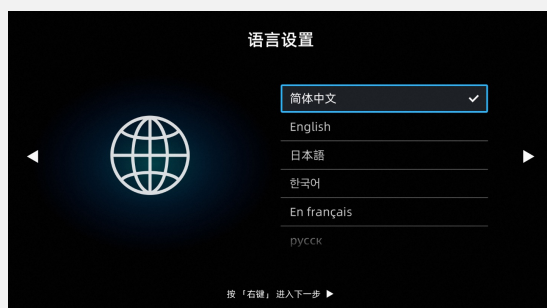 语言设置
简体中文
English
日本語
한국어
En français
русск
按「右键」进入下一步